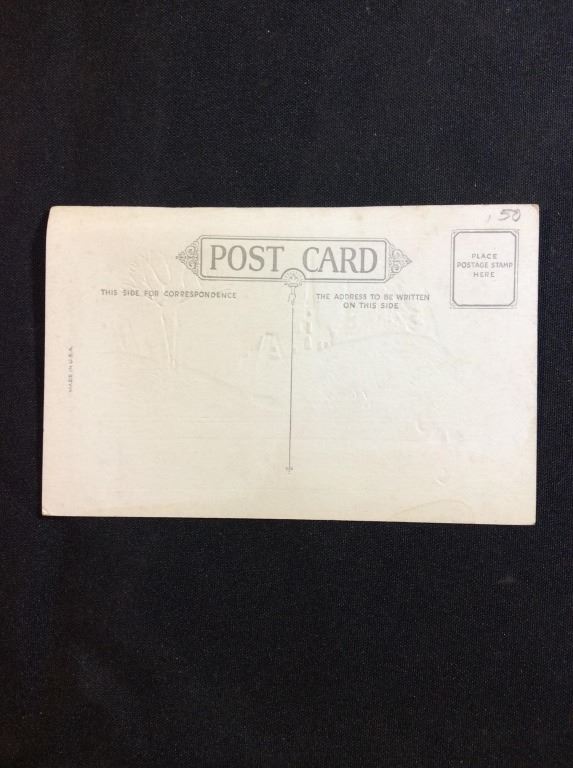 .50
POST CARD
PLACE
POSTAGE STAMP
HERE
THIS SIDE FOR CORRESPONDENCE
THE ADDRESS TO BE WRITTEN
ON THIS SIDE
MADE IN U.S.A.